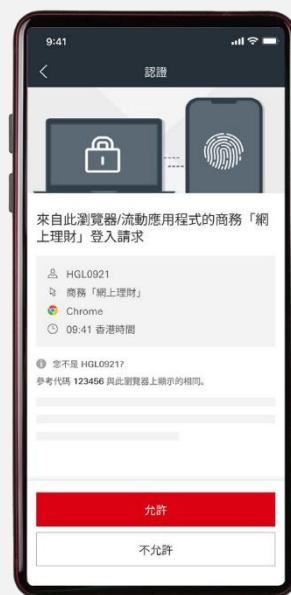 9:41
認證
來自此瀏覽器/流動應用程式的商務「網
上理財」登入請求
HGL0921
商務「網上理財」
Chrome
09:41 香港時間
您不是 HGL0921?
參考代碼 123456 與此瀏覽器上顯示的相同。
允許
不允許